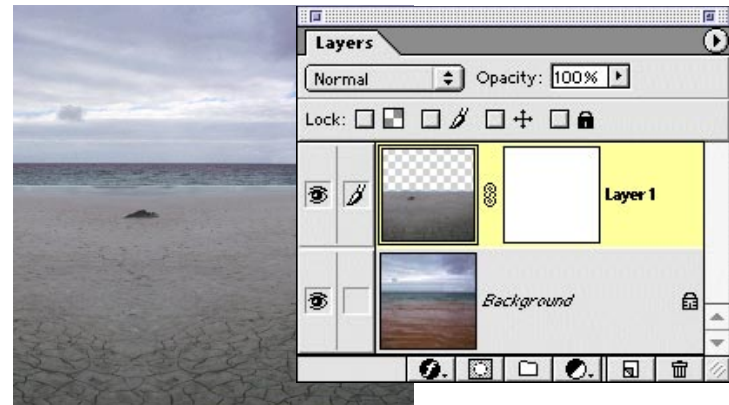 Layers
Normal Opacity: 100%
Lock:
Layer 1
Background